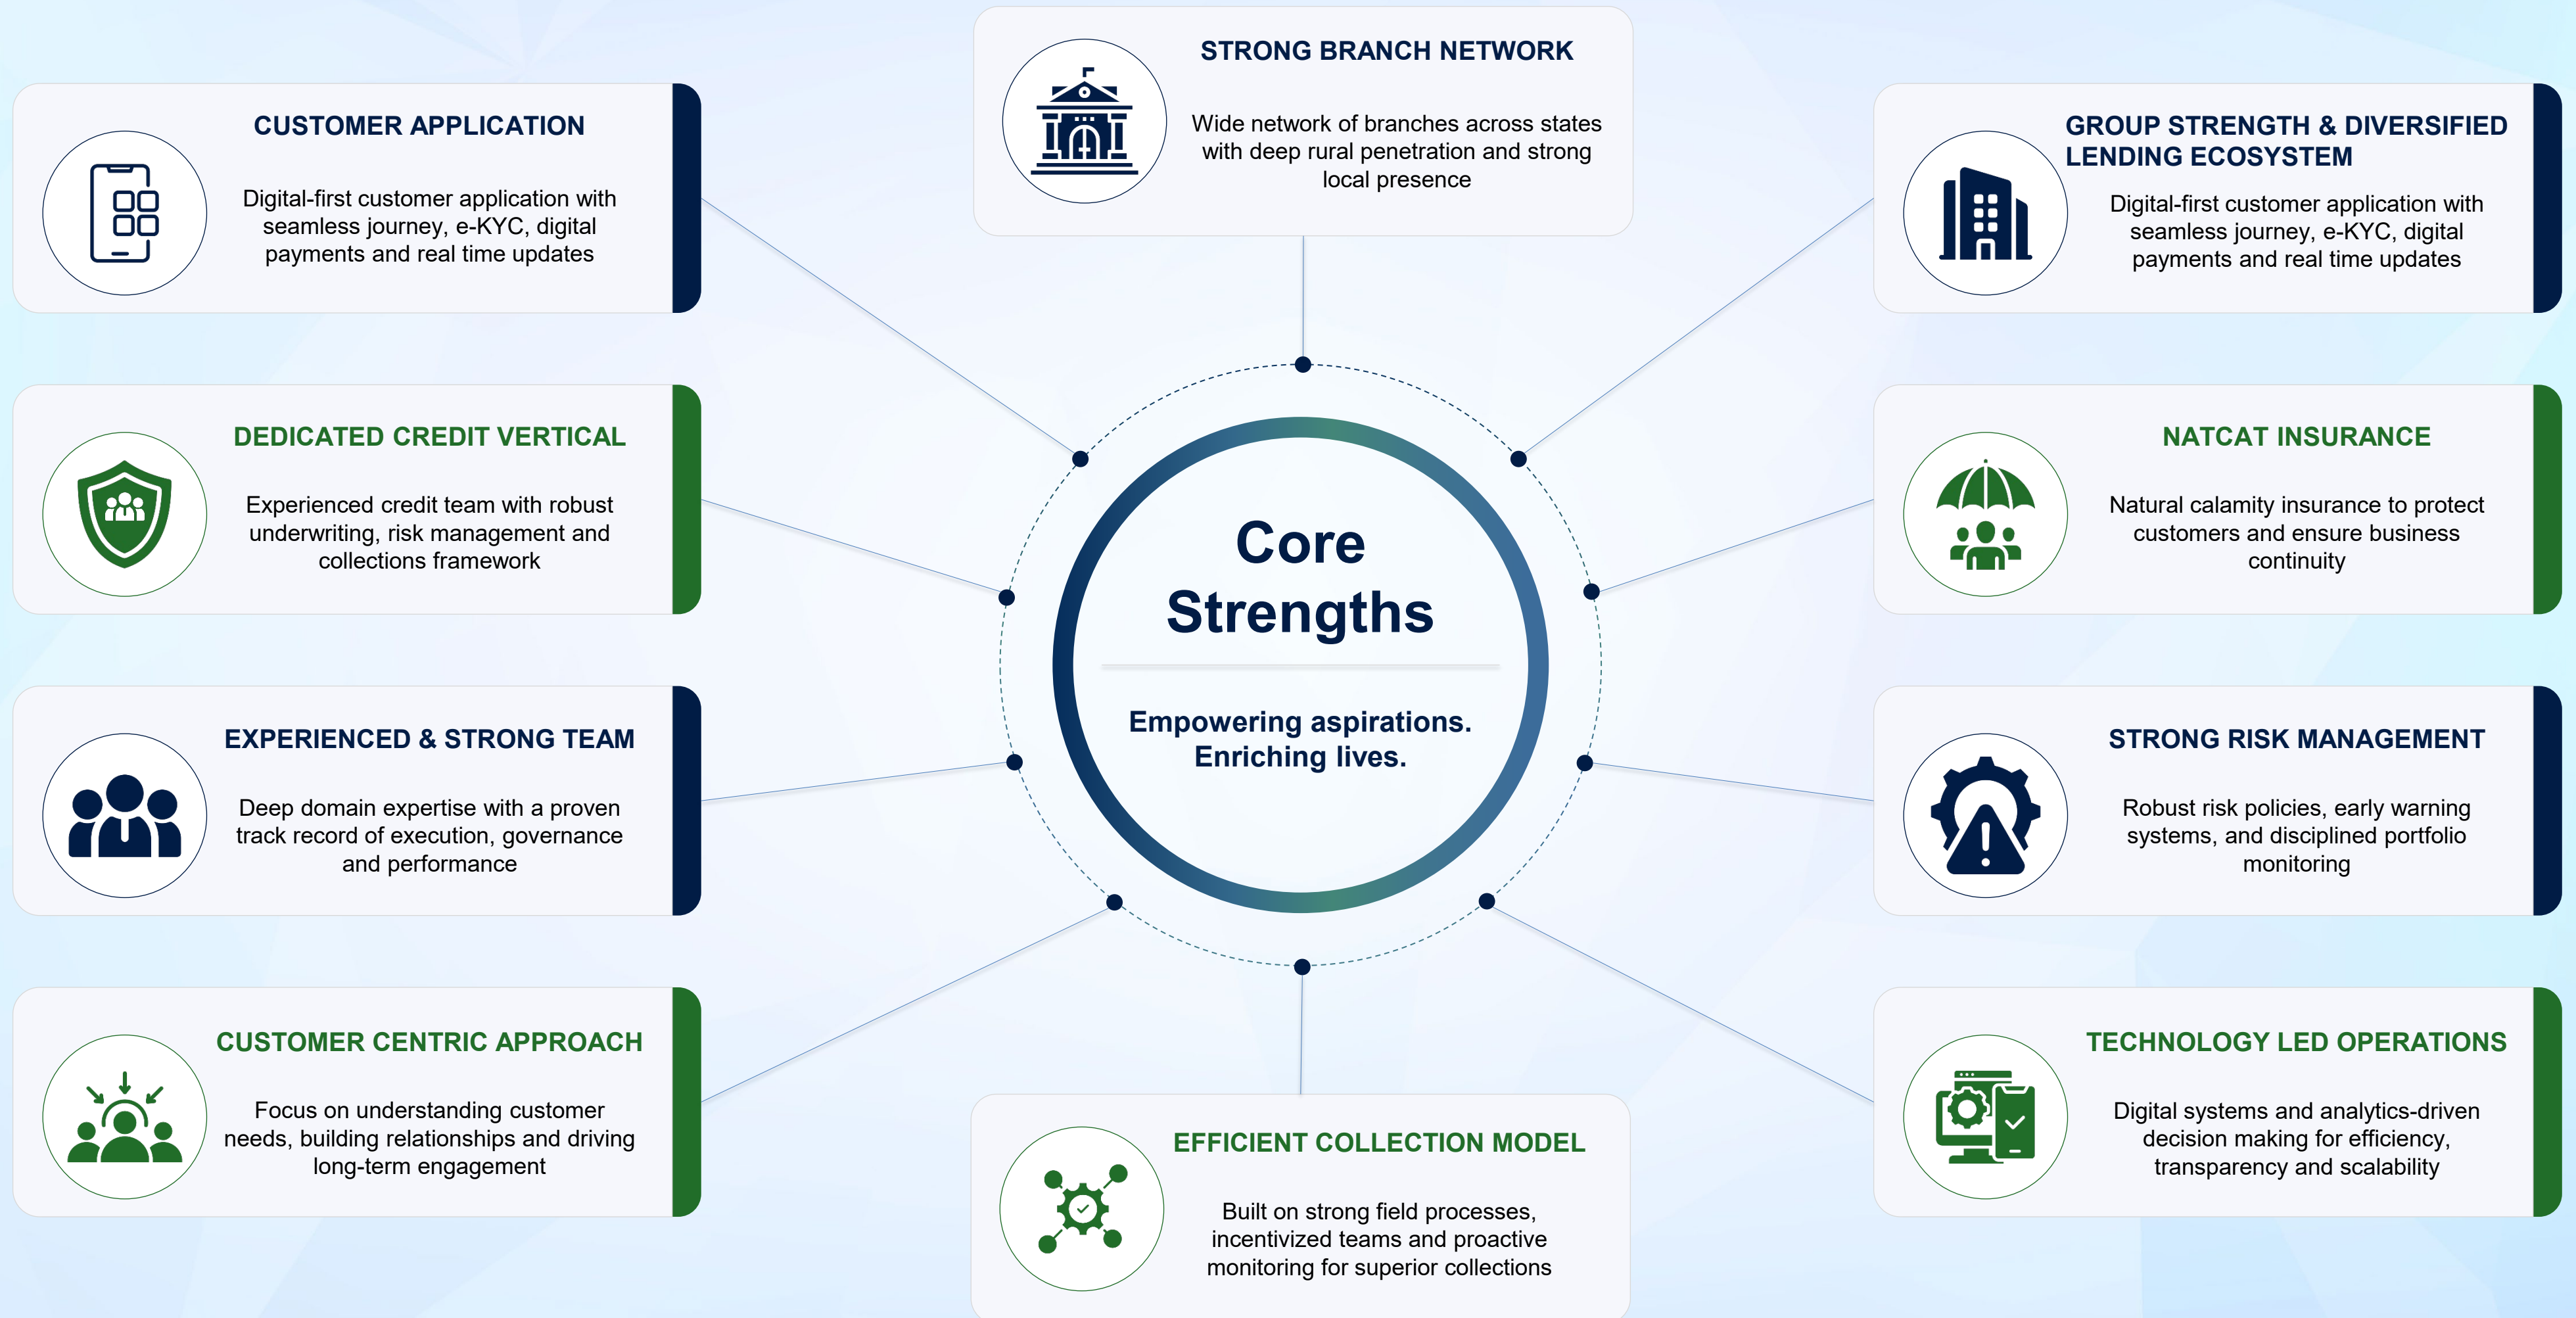 STRONG BRANCH NETWORK
Wide network of branches across states
with deep rural penetration and strong
local presence
CUSTOMER APPLICATION
Digital-first customer application with
seamless journey, e-KYC, digital
payments and real time updates
GROUP STRENGTH & DIVERSIFIED
LENDING ECOSYSTEM
Digital-first customer application with
seamless journey, e-KYC, digital
payments and real time updates
DEDICATED CREDIT VERTICAL
Experienced credit team with robust
underwriting, risk management and
collections framework
NATCAT INSURANCE
Natural calamity insurance to protect
customers and ensure business
continuity
Core
Strengths
Empowering aspirations.
Enriching lives.
EXPERIENCED & STRONG TEAM
Deep domain expertise with a proven
track record of execution, governance
and performance
STRONG RISK MANAGEMENT
Robust risk policies, early warning
systems, and disciplined portfolio
monitoring
CUSTOMER CENTRIC APPROACH
Focus on understanding customer
needs, building relationships and driving
long-term engagement
TECHNOLOGY LED OPERATIONS
Digital systems and analytics-driven
decision making for efficiency,
transparency and scalability
EFFICIENT COLLECTION MODEL
Built on strong field processes,
incentivized teams and proactive
monitoring for superior collections